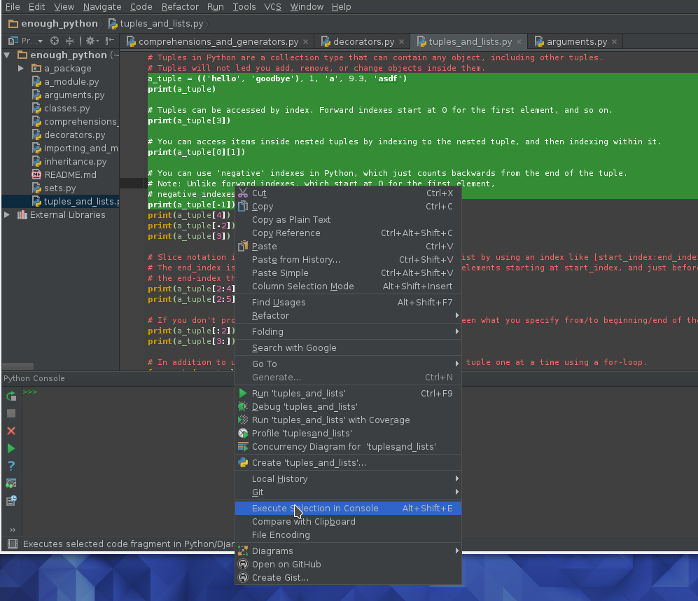 File Edit View Navigate Code Refactor Run Tools VCS Window Help
enough_python tuples_and_lists.py
Pr.
comprehensions_and_generators.py decorators.py tuples_and_lists.py arguments.py
enough_python (~/
a_package
a_module.py
arguments.py
classes.py
comprehensions_
decorators.py
importing_and_m
inheritance.py
README.md
sets.py
tuples_and_lists.p
External Libraries
# Tuples in Python are a collection type that can contain any object, including other tuples.
# Tuples will not led you add, remove, or change objects inside them.
a_tuple = (('hello', 'goodbye'), 1, 'a', 9.3, 'asdf')
print(a_tuple)
# Tuples can be accessed by index. Forward indexes start at 0 for the first element, and so on.
print(a_tuple[3])
# You can access items inside nested tuples by indexing to the nested tuple, and then indexing within it.
print(a_tuple[0][1])
# You can use 'negative' indexes in Python, which just counts backwards from the end of the tuple.
# Note: Unlike forward indexes, which start at 0 for the first element,
# negative indexes
print(a_tuple[-1])
print(a_tuple[4])
print(a_tuple[-2])
print(a_tuple[3])
# Slice notation i ist by using an index like [start_index:end_inde
# The end_index is elements starting at start_index, and just befor
# the end-index th
print(a_tuple[2:4]
print(a_tuple[2:5]
# If you don't pro een what you specify from/to beginning/end of the
print(a_tuple[:2])
print(a_tuple[3:])
# In addition to u tuple one at a time using a for-loop.
Cut Ctrl+X
Copy Ctrl+C
Copy as Plain Text
Copy Reference Ctrl+Alt+Shift+C
Paste Ctrl+V
Paste from History... Ctrl+Shift+V
Paste Simple Ctrl+Alt+Shift+V
Column Selection Mode Alt+Shift+Insert
Find Usages Alt+Shift+F7
Refactor
Folding
Search with Google
Go To
Generate... Ctrl+N
Run 'tuples_and_lists' Ctrl+F9
Debug 'tuples_and_lists'
Run 'tuples_and_lists' with Coverage
Profile 'tuplesand_lists'
Concurrency Diagram for 'tuplesand_lists'
Create 'tuples_and_lists'...
Local History
Git
Execute Selection in Console Alt+Shift+E
Compare with Clipboard
File Encoding
Diagrams
Open on GitHub
Create Gist...
Python Console
>>>
Executes selected code fragment in Python/Djan